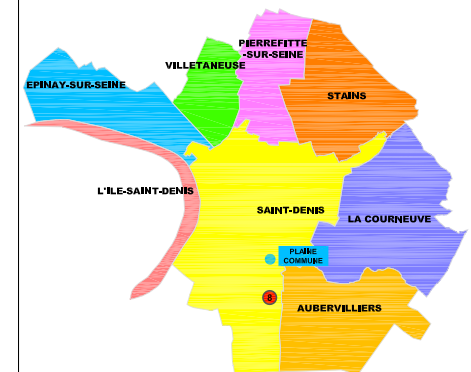 PIERREFITTE
-SUR-SEINE
VILLETANEUSE
EPINAY-SUR-SEINE
STAINS
L'ILE-SAINT-DENIS
SAINT-DENIS
LA COURNEUVE
PLAINE
COMMUNE
8
AUBERVILLIERS